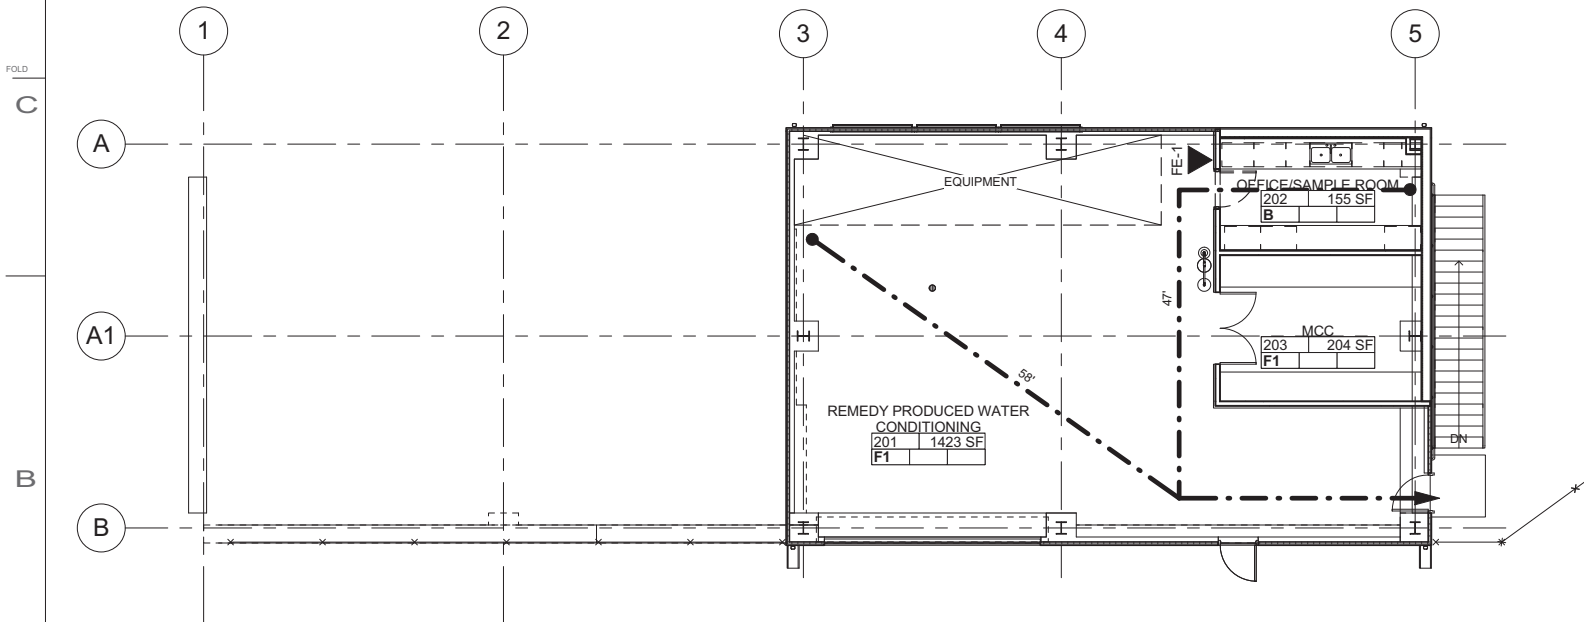 1
2
3
4
5
FOLD
C
A
FE-1
EQUIPMENT
OFFICE/SAMPLE ROOM
202 155 SF
B
47'
A1
MCC
203 204 SF
F1
58'
REMEDY PRODUCED WATER
CONDITIONING
201 1423 SF
F1
DN
B
B